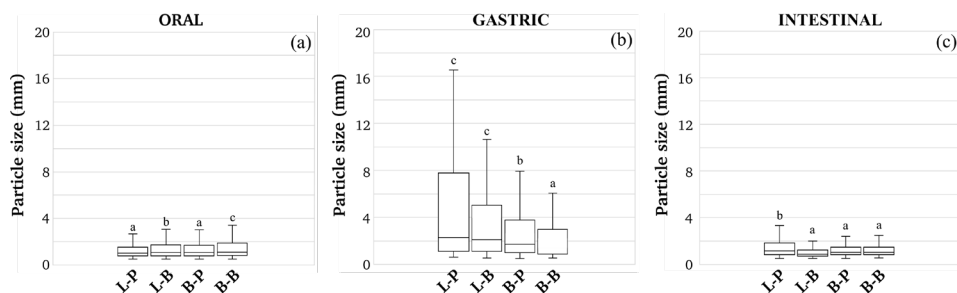 ORAL
(a)
Particle size (mm)
20
16
12
8
4
0
a
b
a
c
L-P
L-B
B-P
B-B
GASTRIC
(b)
Particle size (mm)
20
16
12
8
4
0
c
c
b
a
L-P
L-B
B-P
B-B
INTESTINAL
(c)
Particle size (mm)
20
16
12
8
4
0
b
a
a
a
L-P
L-B
B-P
B-B